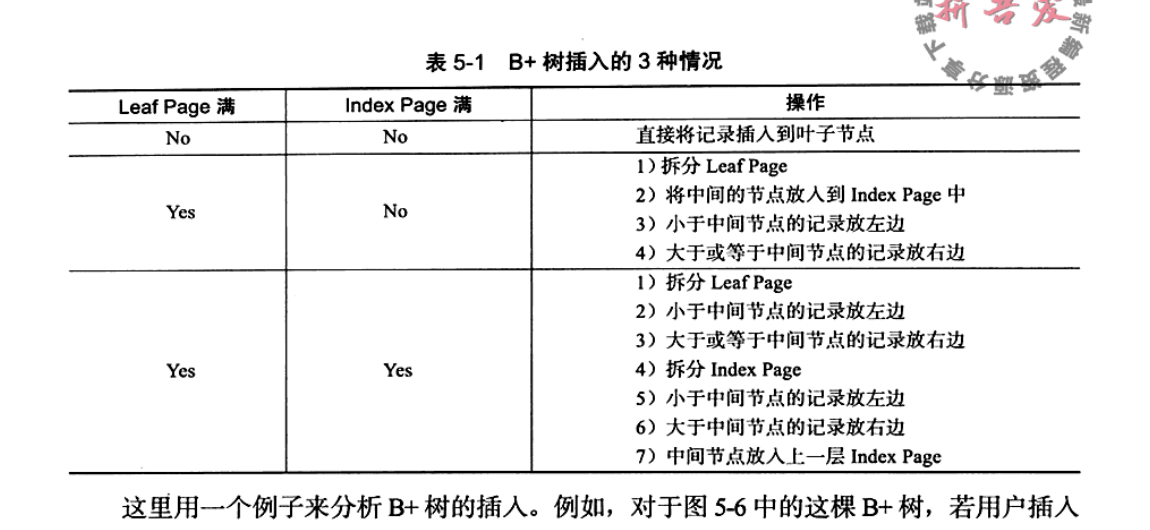 拼吾爱
表 5-1 B+ 树插入的 3 种情况
Leaf Page 满 Index Page 满 操作
No No 直接将记录插入到叶子节点
1）拆分 Leaf Page
2）将中间的节点放入到 Index Page 中
Yes No
3）小于中间节点的记录放左边
4）大于或等于中间节点的记录放右边
1）拆分 Leaf Page
2）小于中间节点的记录放左边
3）大于或等于中间节点的记录放右边
Yes Yes 4）拆分 Index Page
5）小于中间节点的记录放左边
6）大于中间节点的记录放右边
7）中间节点放入上一层 Index Page
这里用一个例子来分析 B+ 树的插入。例如，对于图 5-6 中的这棵 B+ 树，若用户插入